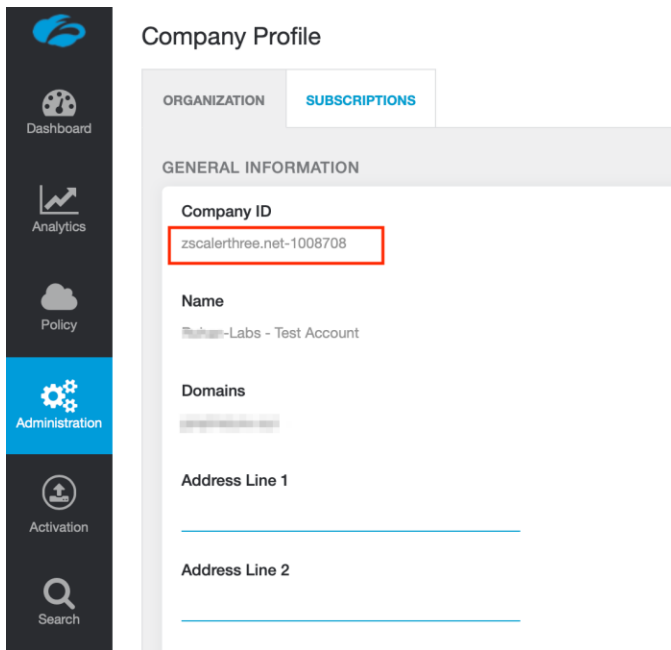 Company Profile
Dashboard
Analytics
Policy
Administration
Activation
Search
ORGANIZATION
SUBSCRIPTIONS
GENERAL INFORMATION
Company ID
zscalerthree.net-1008708
Name
-Labs - Test Account
Domains
Address Line 1
Address Line 2